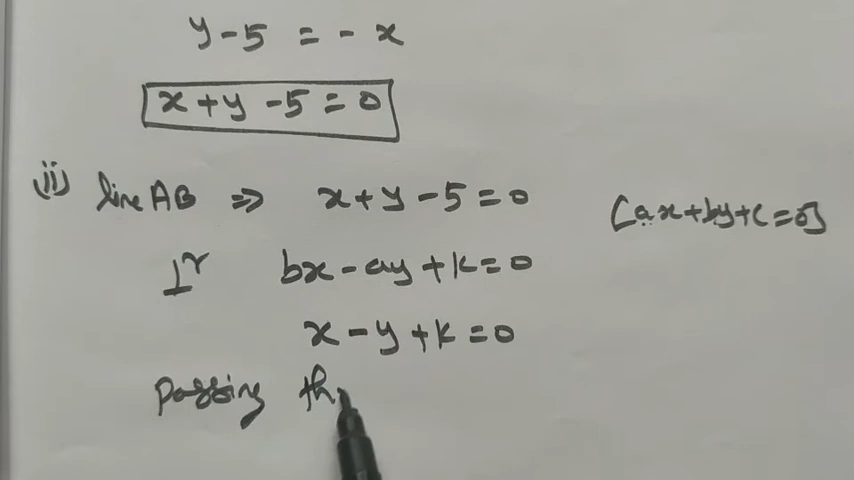 y - 5 = - x
x + y - 5 = 0
(ii) line AB ⇒ x + y - 5 = 0 [ax + by + c = 0]
⊥r bx - ay + k = 0
x - y + k = 0
passing th